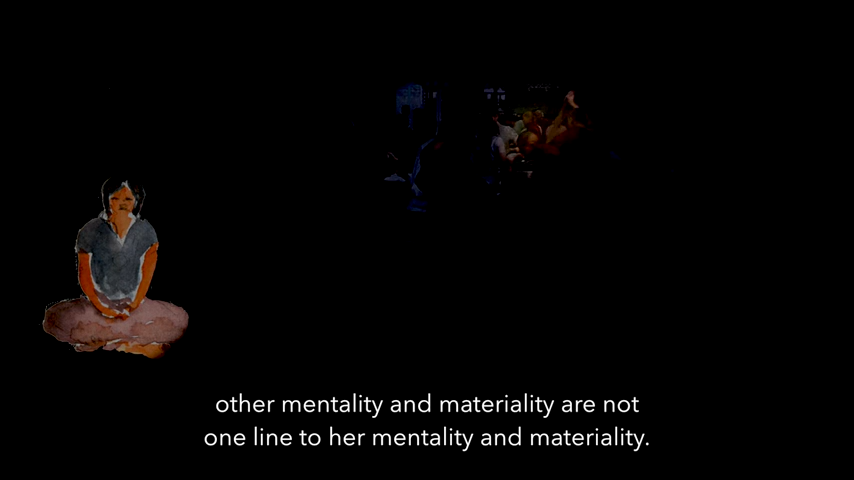 other mentality and materiality are not
one line to her mentality and materiality.